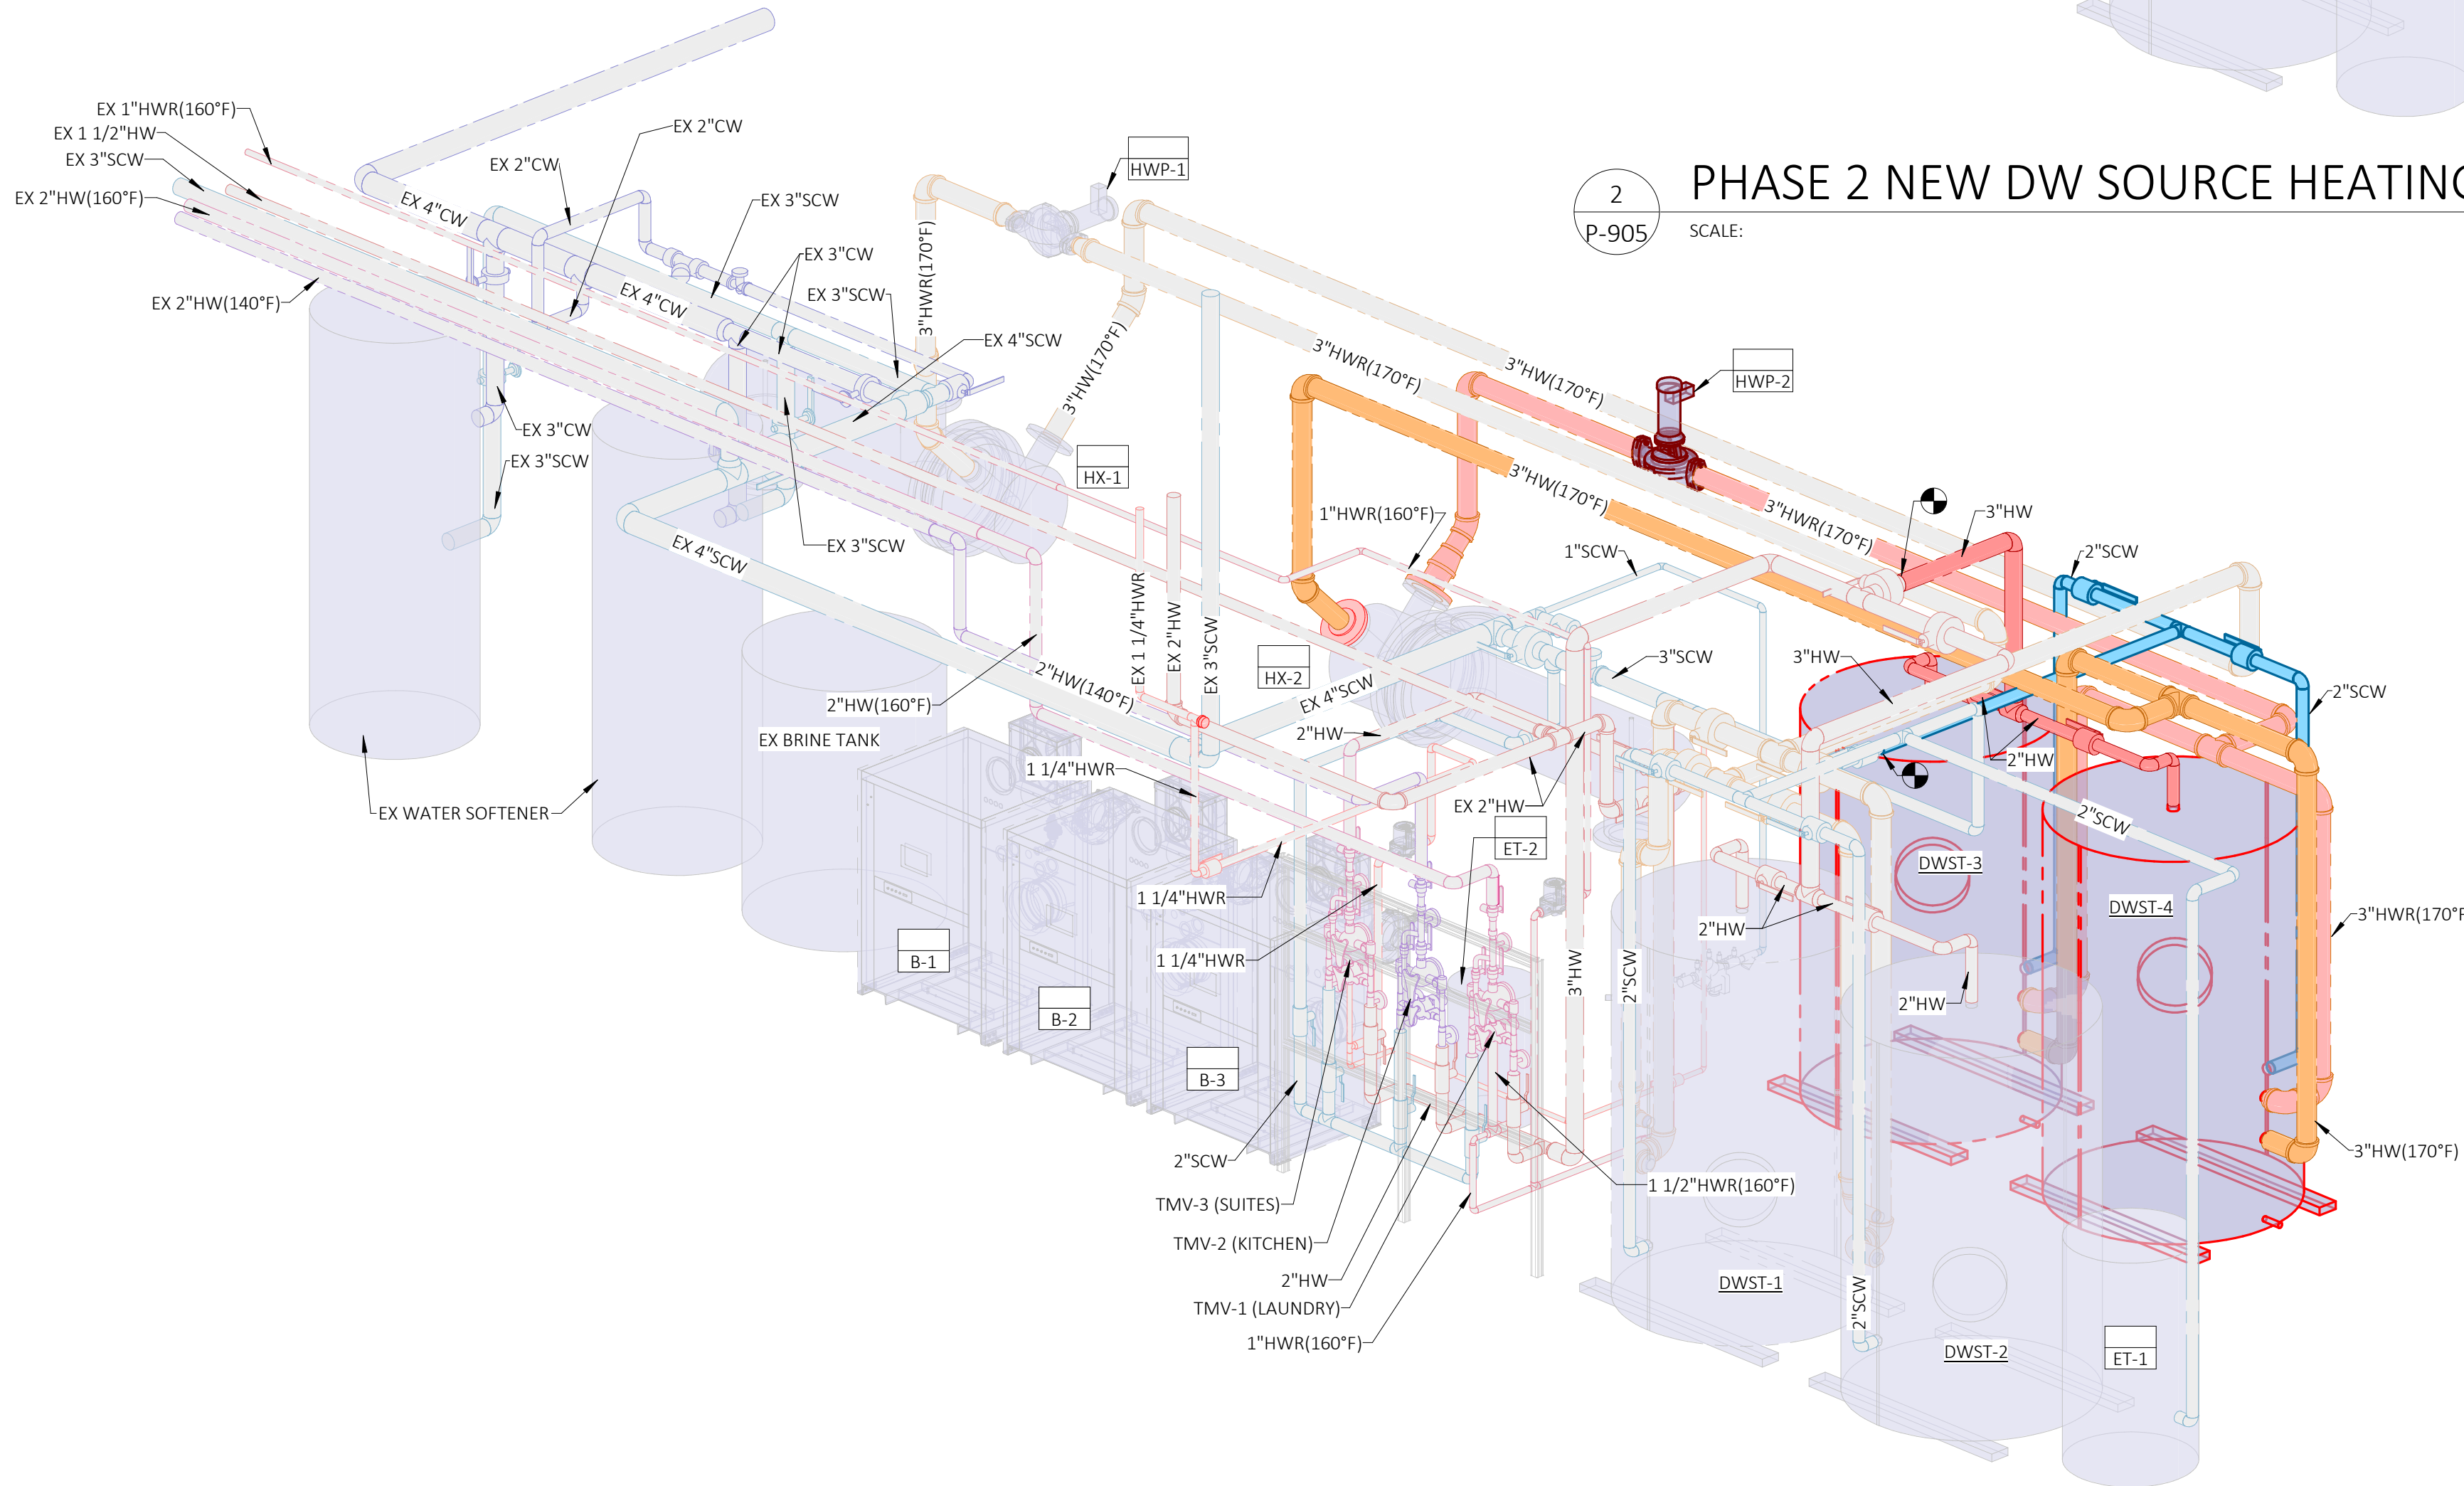 2
P-905
PHASE 2 NEW DW SOURCE HEATING
SCALE:
EX 1"HWR(160°F)
EX 1 1/2"HW
EX 3"SCW
EX 2"HW(160°F)
EX 2"HW(140°F)
EX 2"CW
EX 2"CW
EX 4"CW
EX 3"SCW
EX 3"CW
EX 4"CW
EX 3"SCW
EX 4"SCW
HWP-1
3"HWR(170°F)
3"HW(170°F)
3"HWR(170°F)
3"HW(170°F)
HWP-2
EX 3"CW
EX 3"SCW
HX-1
EX 3"SCW
EX 4"SCW
3"HW(170°F)
3"HWR(170°F)
1"HWR(160°F)
1"SCW
3"HW
2"SCW
EX 1 1/4"HWR
EX 2"HW
EX 3"SCW
2"HW(140°F)
2"HW(160°F)
HX-2
EX 4"SCW
3"SCW
3"HW
2"SCW
2"HW
2"HW
EX BRINE TANK
1 1/4"HWR
EX WATER SOFTENER
EX 2"HW
ET-2
2"SCW
1 1/4"HWR
DWST-3
DWST-4
3"HWR(170°F
B-1
1 1/4"HWR
2"HW
3"HW
2"SCW
2"HW
B-2
B-3
2"SCW
TMV-3 (SUITES)
TMV-2 (KITCHEN)
2"HW
TMV-1 (LAUNDRY)
1"HWR(160°F)
1 1/2"HWR(160°F)
3"HW(170°F)
DWST-1
2"SCW
DWST-2
ET-1